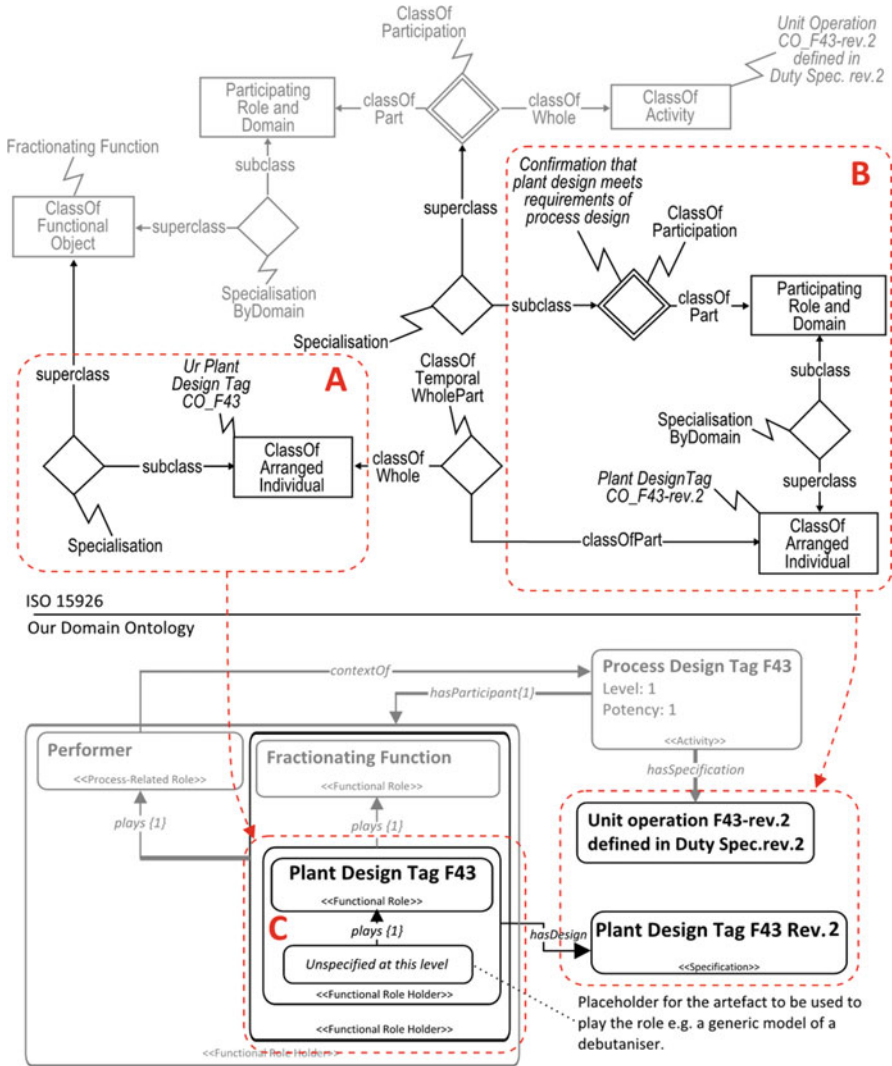 ClassOf
Participation
Unit Operation
CO_F43-rev.2
defined in
Duty Spec. rev.2
Participating
Role and
Domain
classOf
Part
classOf
Whole
ClassOf
Activity
Fractionating Function
subclass
ClassOf
Functional
Object
superclass
Specialisation
ByDomain
superclass
Confirmation that
plant design meets
requirements of
process design
B
ClassOf
Participation
subclass
classOf
Part
Participating
Role and
Domain
Specialisation
superclass
Ur Plant
Design Tag
CO_F43
A
ClassOf
Temporal
WholePart
subclass
Specialisation
ByDomain
subclass
ClassOf
Arranged
Individual
classOf
Whole
superclass
Plant DesignTag
CO_F43-rev.2
Specialisation
classOfPart
ClassOf
Arranged
Individual
ISO 15926
Our Domain Ontology
contextOf
Process Design Tag F43
Level: 1
Potency: 1
<<Activity>>
hasParticipant{1}
Performer
<<Process-Related Role>>
Fractionating Function
<<Functional Role>>
hasSpecification
plays {1}
plays {1}
Unit operation F43-rev.2
defined in Duty Spec.rev.2
Plant Design Tag F43
<<Functional Role>>
C
plays {1}
hasDesign
Plant Design Tag F43 Rev.2
<<Specification>>
Unspecified at this level
<<Functional Role Holder>>
<<Functional Role Holder>>
<<Functional Role Holder>>
Placeholder for the artefact to be used to
play the role e.g. a generic model of a
debutaniser.